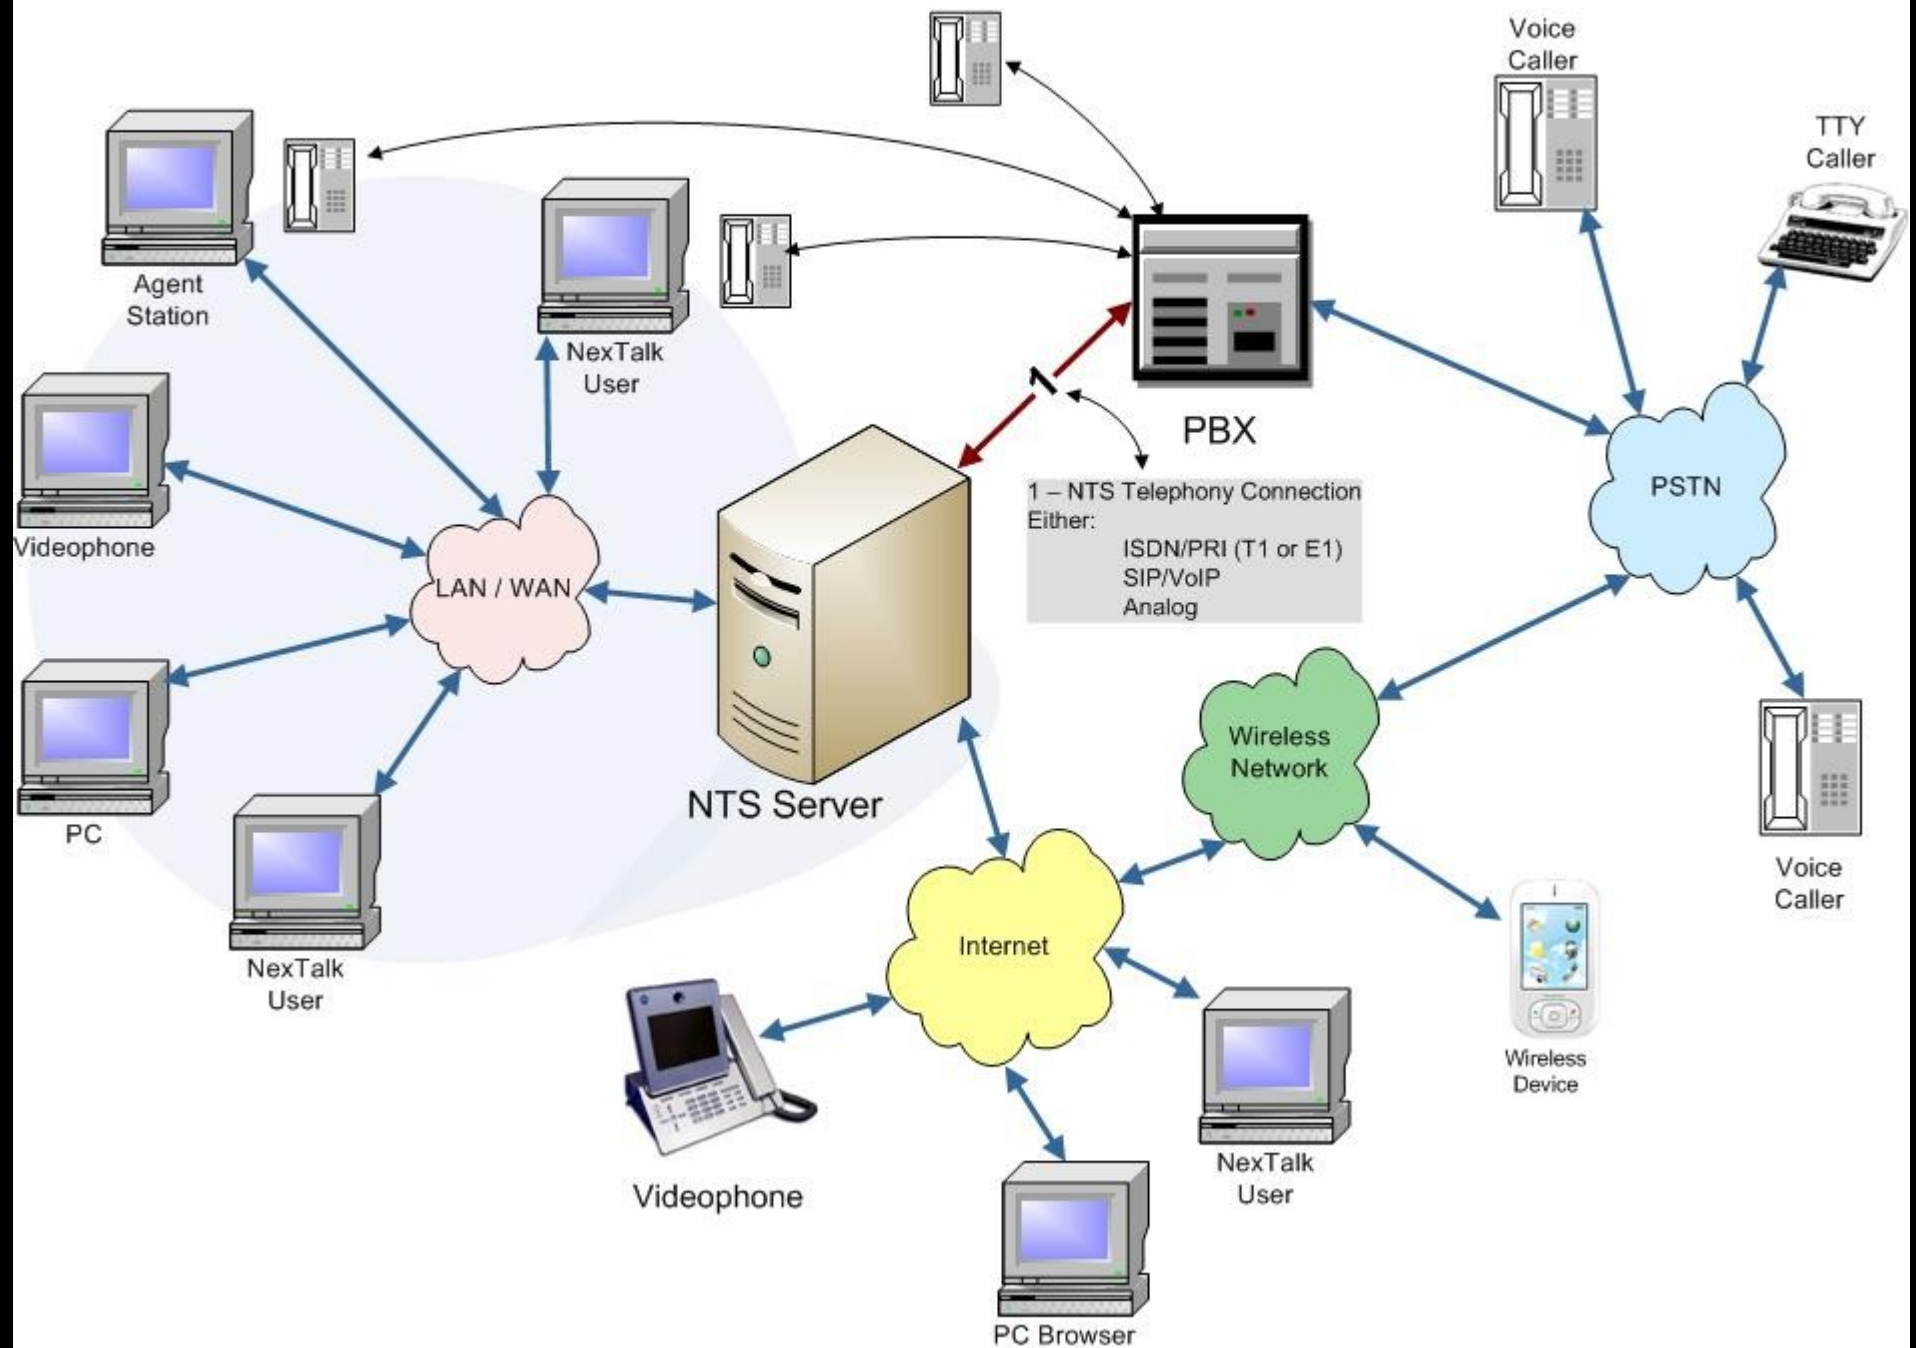 Voice
Caller
TTY
Caller
Agent
Station
NexTalk
User
PBX
1
1 – NTS Telephony Connection
Either:
ISDN/PRI (T1 or E1)
SIP/VoIP
Analog
PSTN
Videophone
LAN / WAN
Wireless
Network
NTS Server
PC
Voice
Caller
NexTalk
User
Internet
Wireless
Device
Videophone
NexTalk
User
PC Browser